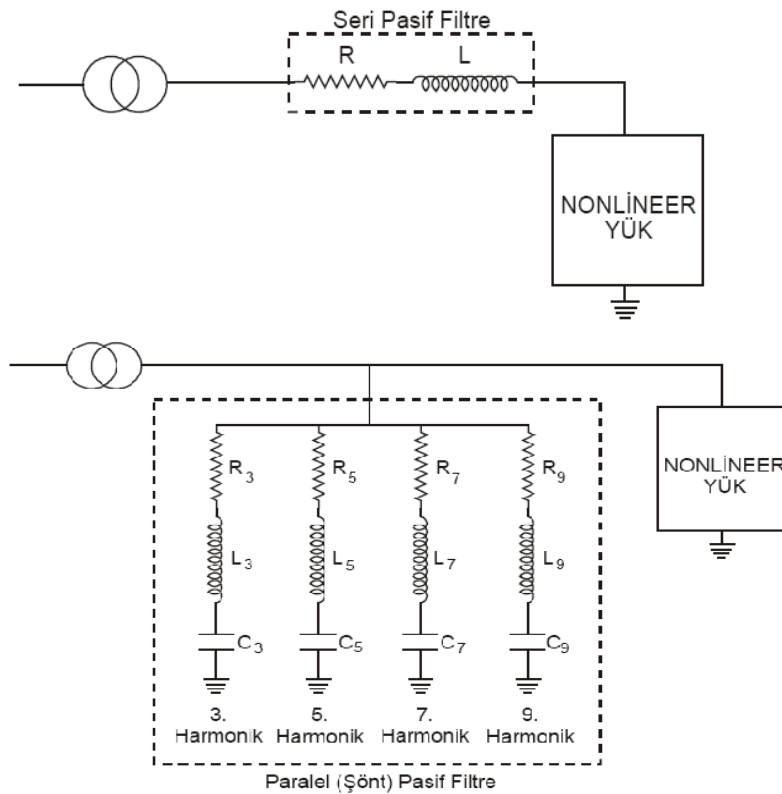 Seri Pasif Filtre
R L
NONLİNEER
YÜK
R3 R5 R7 R9
NONLİNEER
YÜK
L3 L5 L7 L9
C3 C5 C7 C9
3. 5. 7. 9.
Harmonik Harmonik Harmonik Harmonik
Paralel (Şönt) Pasif Filtre